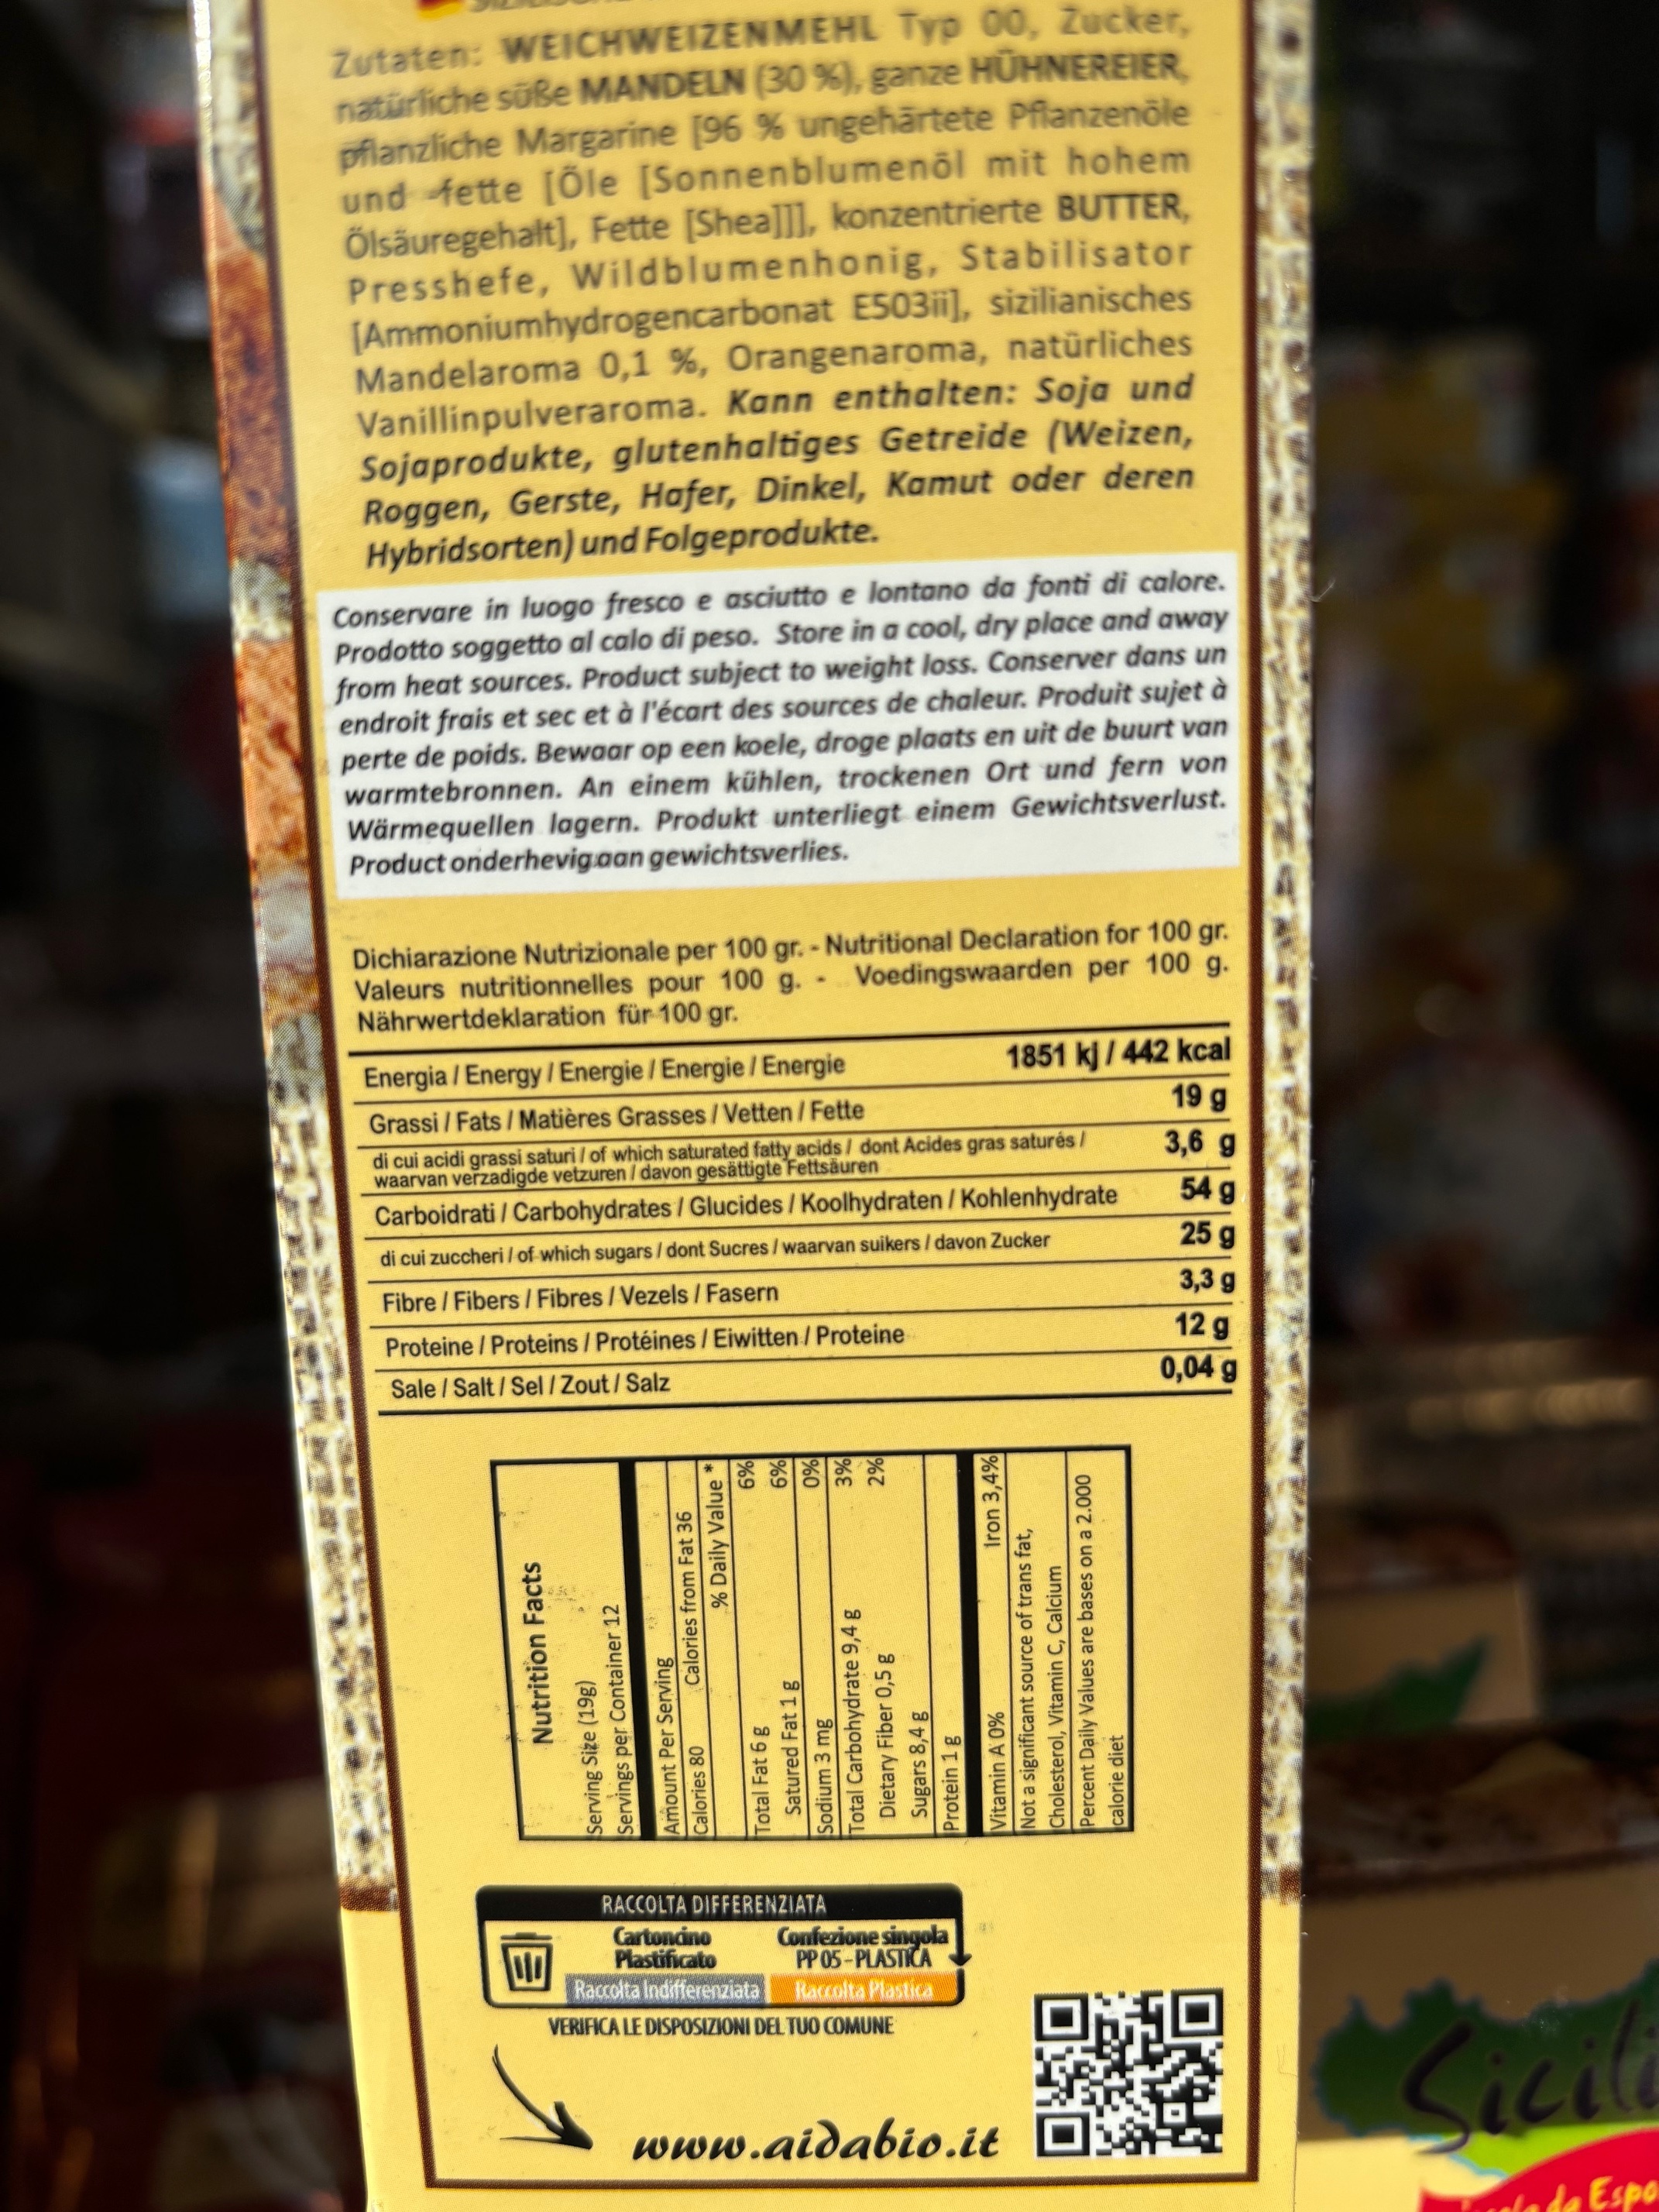 Zutaten: WEICHWEIZENMEHL Typ 00, Zucker,
natürliche süße MANDELN (30 %), ganze HÜHNEREIER,
pflanzliche Margarine [96 % ungehärtete Pflanzenöle
und -fette [Öle [Sonnenblumenöl mit hohem
Ölsäuregehalt], Fette [Shea]]], konzentrierte BUTTER,
Presshefe, Wildblumenhonig, Stabilisator
[Ammoniumhydrogencarbonat E503ii], sizilianisches
Mandelaroma 0,1 %, Orangenaroma, natürliches
Vanillinpulveraroma. Kann enthalten: Soja und
Sojaprodukte, glutenhaltiges Getreide (Weizen,
Roggen, Gerste, Hafer, Dinkel, Kamut oder deren
Hybridsorten) und Folgeprodukte.
Conservare in luogo fresco e asciutto e lontano da fonti di calore.
Prodotto soggetto al calo di peso. Store in a cool, dry place and away
from heat sources. Product subject to weight loss. Conserver dans un
endroit frais et sec et à l'écart des sources de chaleur. Produit sujet à
perte de poids. Bewaar op een koele, droge plaats en uit de buurt van
warmtebronnen. An einem kühlen, trockenen Ort und fern von
Wärmequellen lagern. Produkt unterliegt einem Gewichtsverlust.
Product onderhevig aan gewichtsverlies.
Dichiarazione Nutrizionale per 100 gr. - Nutritional Declaration for 100 gr.
Valeurs nutritionnelles pour 100 g. - Voedingswaarden per 100 g.
Nährwertdeklaration für 100 gr.
Energia / Energy / Energie / Energie / Energie 1851 kj / 442 kcal
Grassi / Fats / Matières Grasses / Vetten / Fette 19 g
di cui acidi grassi saturi / of which saturated fatty acids / dont Acides gras saturés / 3,6 g
waarvan verzadigde vetzuren / davon gesättigte Fettsäuren
Carboidrati / Carbohydrates / Glucides / Koolhydraten / Kohlenhydrate 54 g
di cui zuccheri / of which sugars / dont Sucres / waarvan suikers / davon Zucker 25 g
Fibre / Fibers / Fibres / Vezels / Fasern 3,3 g
Proteine / Proteins / Protéines / Eiwitten / Proteine 12 g
Sale / Salt / Sel / Zout / Salz 0,04 g
Nutrition Facts
Serving Size (19g)
Servings per Container 12
Amount Per Serving
Calories 80 Calories from Fat 36
% Daily Value *
Total Fat 6 g 6%
Satured Fat 1 g 6%
Sodium 3 mg 0%
Total Carbohydrate 9,4 g 3%
Dietary Fiber 0,5 g 2%
Sugars 8,4 g
Protein 1 g
Vitamin A 0% Iron 3,4%
Not a significant source of trans fat,
Cholesterol, Vitamin C, Calcium
Percent Daily Values are bases on a 2.000
calorie diet
RACCOLTA DIFFERENZIATA
Cartoncino Confezione singola
Plastificato PP 05 - PLASTICA
Raccolta Indifferenziata Raccolta Plastica
VERIFICA LE DISPOSIZIONI DEL TUO COMUNE
www.aidabio.it